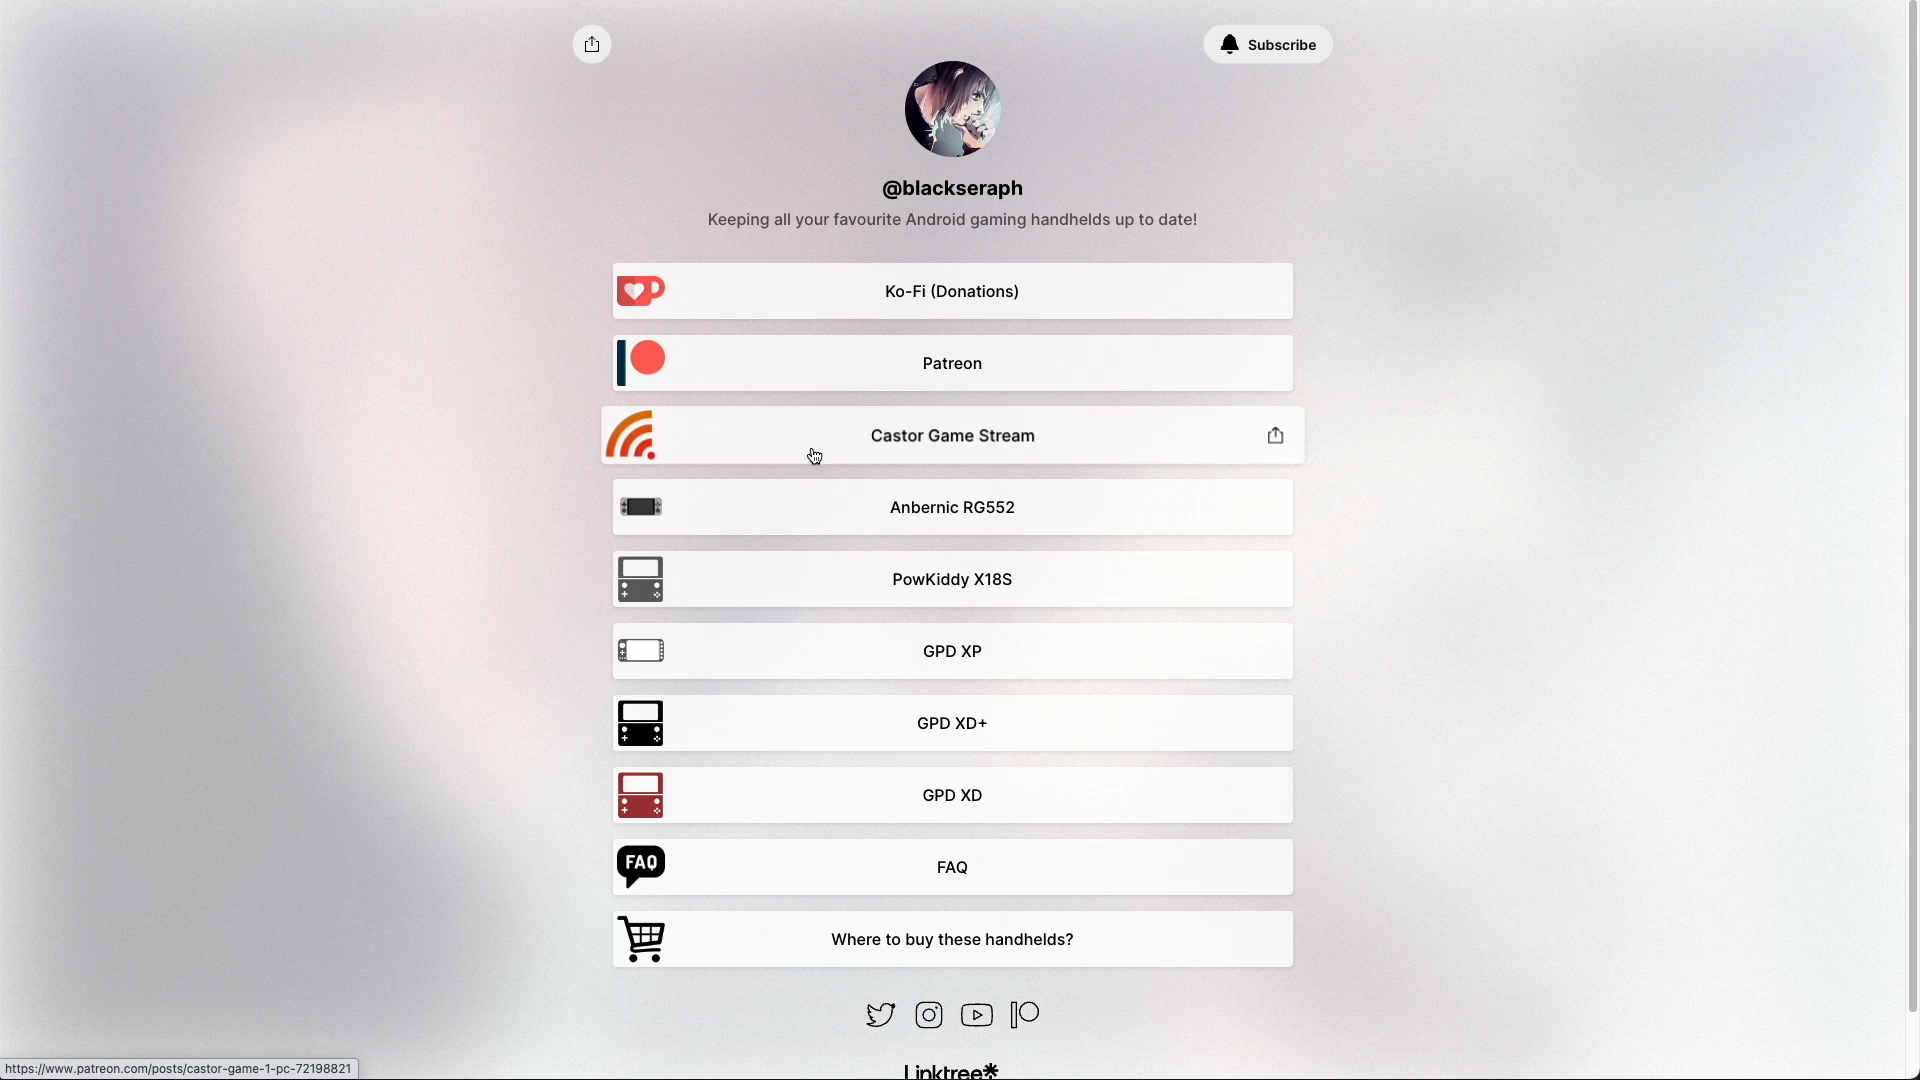 Subscribe
@blackseraph
Keeping all your favourite Android gaming handhelds up to date!
Ko-Fi (Donations)
Patreon
Castor Game Stream
Anbernic RG552
PowKiddy X18S
GPD XP
GPD XD+
GPD XD
FAQ
FAQ
Where to buy these handhelds?
Linktree
https://www.patreon.com/posts/castor-game-1-pc-72198821